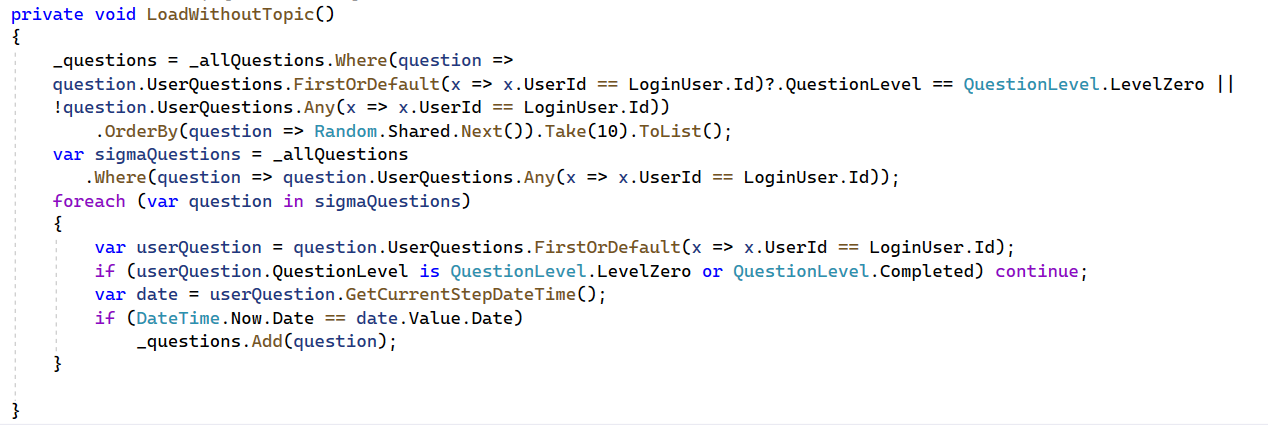 private void LoadWithoutTopic()
{
    _questions = _allQuestions.Where(question =>
    question.UserQuestions.FirstOrDefault(x => x.UserId == LoginUser.Id)?.QuestionLevel == QuestionLevel.LevelZero ||
    !question.UserQuestions.Any(x => x.UserId == LoginUser.Id))
        .OrderBy(question => Random.Shared.Next()).Take(10).ToList();
    var sigmaQuestions = _allQuestions
       .Where(question => question.UserQuestions.Any(x => x.UserId == LoginUser.Id));
    foreach (var question in sigmaQuestions)
    {
        var userQuestion = question.UserQuestions.FirstOrDefault(x => x.UserId == LoginUser.Id);
        if (userQuestion.QuestionLevel is QuestionLevel.LevelZero or QuestionLevel.Completed) continue;
        var date = userQuestion.GetCurrentStepDateTime();
        if (DateTime.Now.Date == date.Value.Date)
            _questions.Add(question);
    }
}